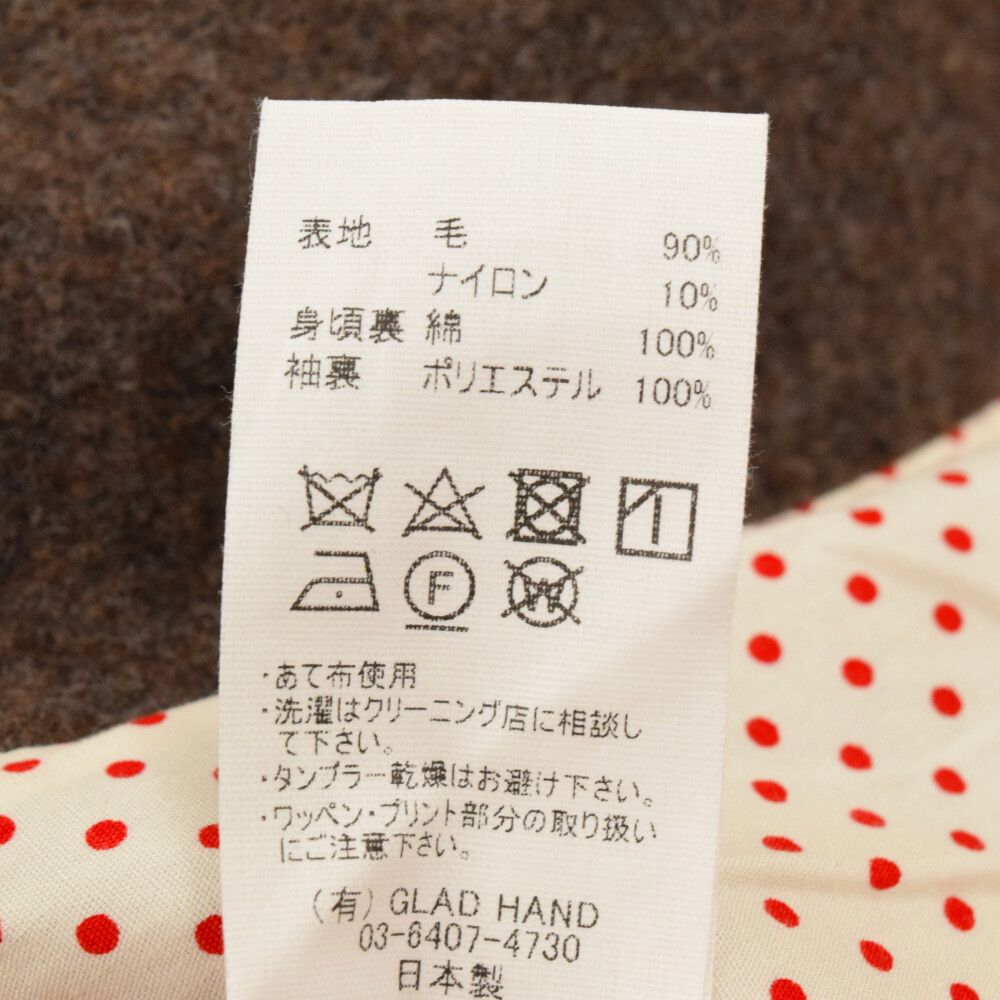 表地 毛 90%
ナイロン 10%
身頃裏 綿 100%
袖裏 ポリエステル 100%
F W
・あて布使用
・洗濯はクリーニング店に相談し
て下さい。
・タンブラー乾燥はお避け下さい。
・ワッペン・プリント部分の取り扱い
にご注意下さい。
(有) GLAD HAND
03-6407-4730
日本製